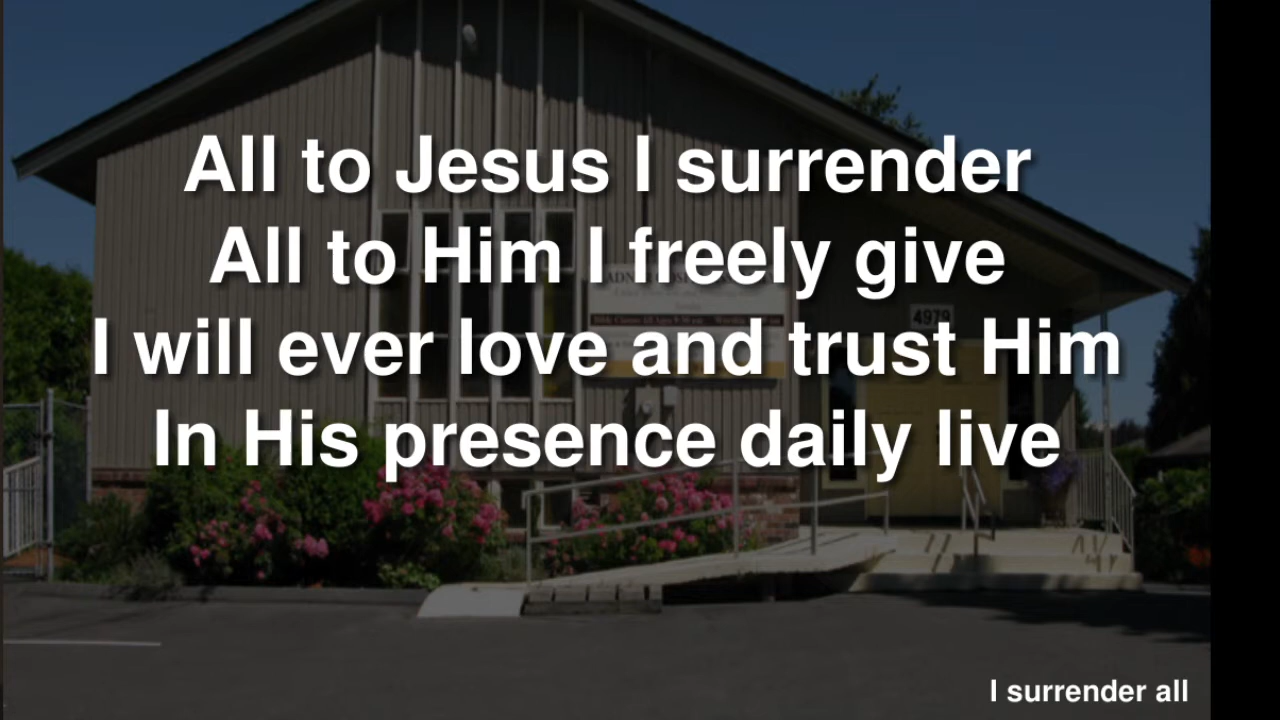 All to Jesus I surrender
All to Him I freely give
I will ever love and trust Him
In His presence daily live
4979
I surrender all